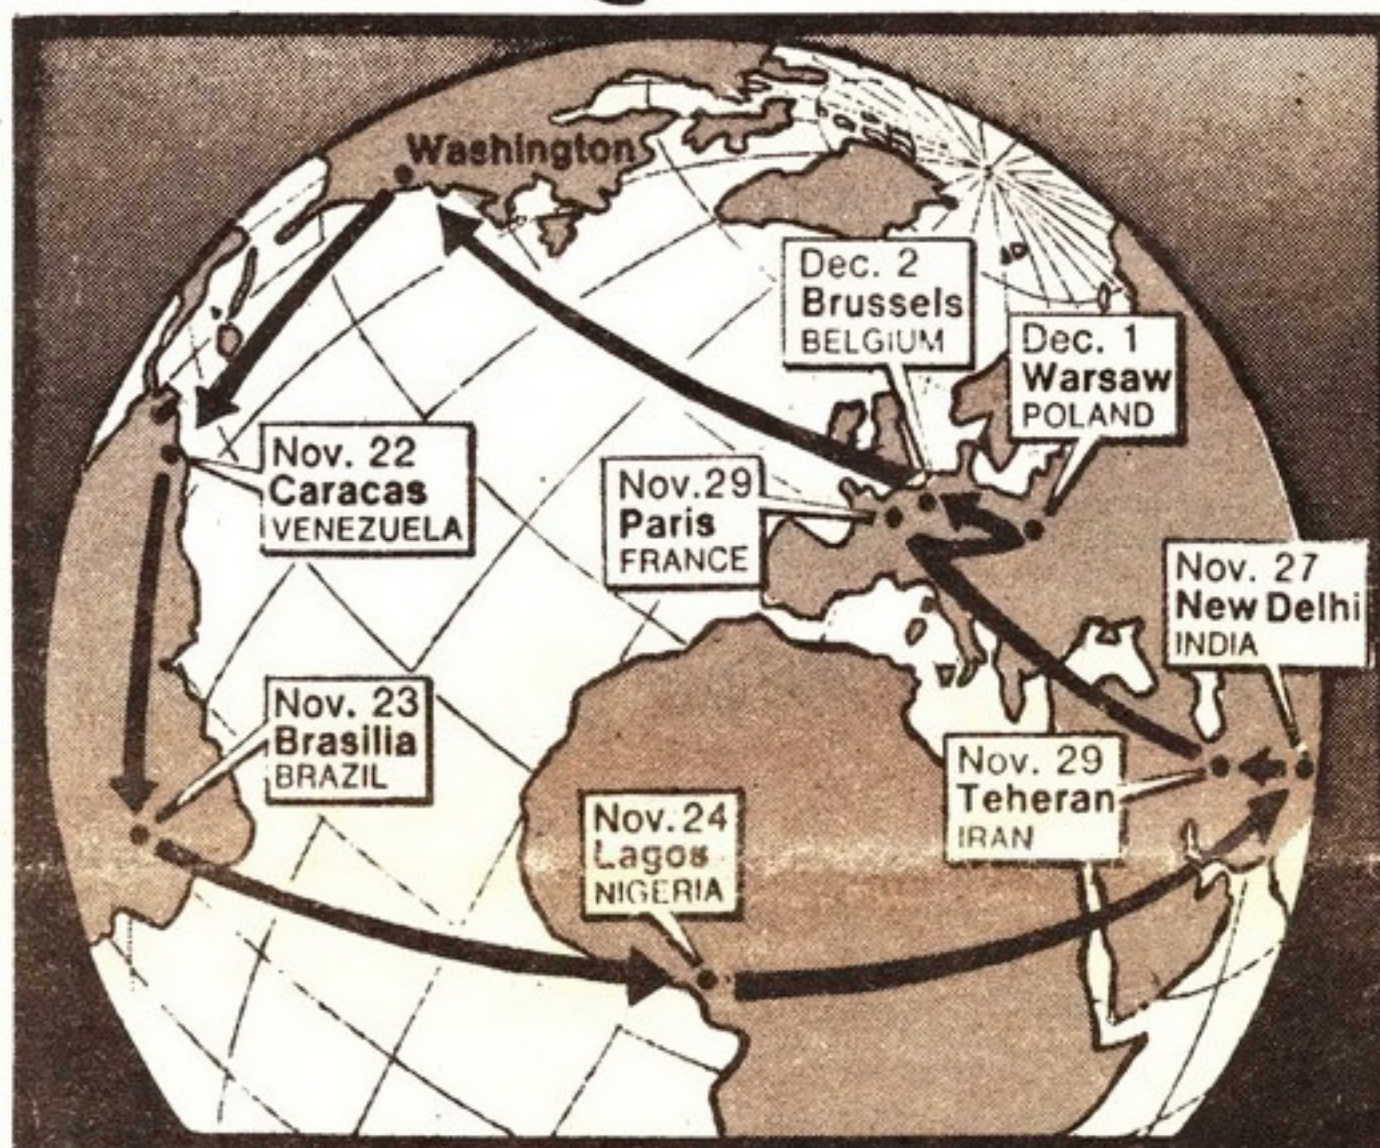 Washington
Dec. 2
Brussels
BELGIUM
Dec. 1
Warsaw
POLAND
Nov. 22
Caracas
VENEZUELA
Nov.29
Paris
FRANCE
Nov. 27
New Delhi
INDIA
Nov. 23
Brasilia
BRAZIL
Nov. 29
Teheran
IRAN
Nov.24
Lagos
NIGERIA